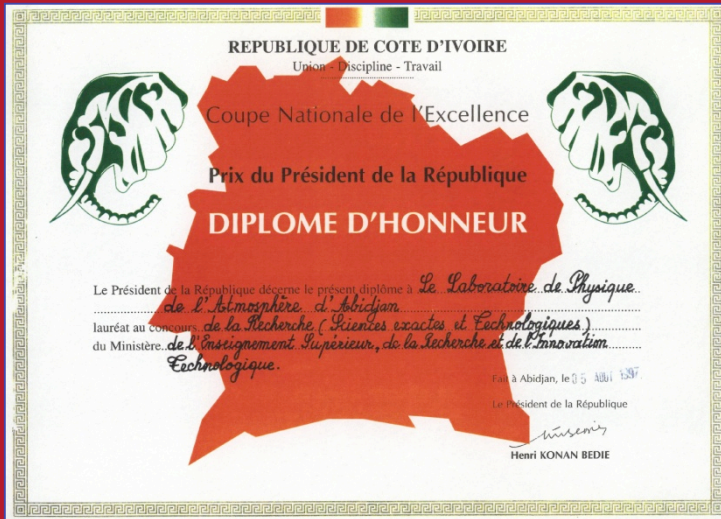 REPUBLIQUE DE COTE D'IVOIRE
Union - Discipline - Travail
Coupe Nationale de l'Excellence
Prix du Président de la République
DIPLOME D'HONNEUR
Le Président de la République décerne le présent diplôme à Le Laboratoire de Physique
de l'Atmosphère d'Abidjan
lauréat au concours de la Recherche (Sciences exactes et Technologiques)
du Ministère de l'Enseignement Supérieur, de la Recherche et de l'Innovation
Technologique.
Fait à Abidjan, le 05 AOUT 1997
Le Président de la République
Henri KONAN BEDIE